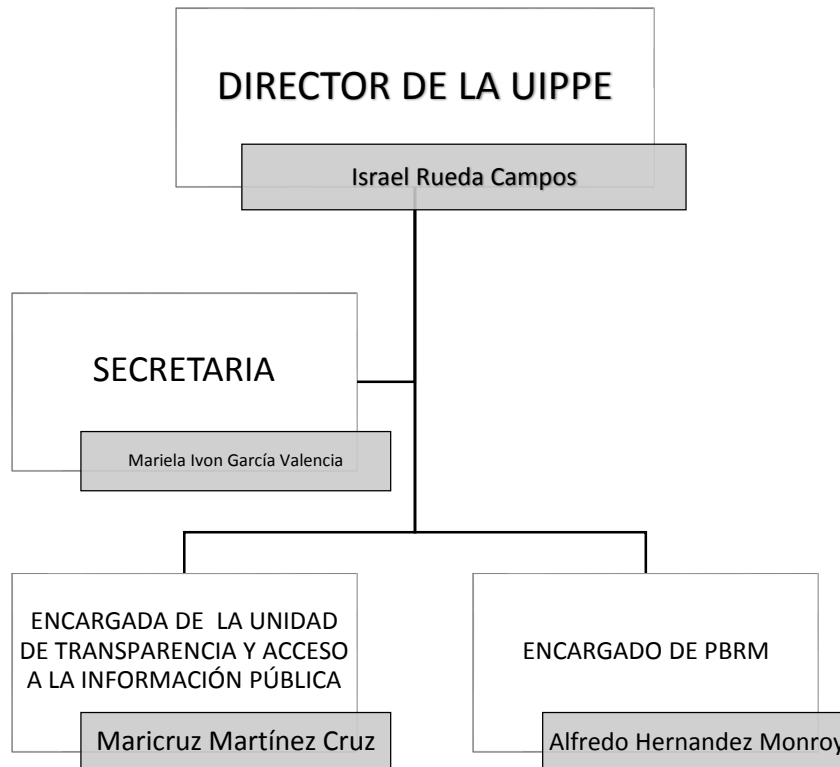 DIRECTOR DE LA UIPPE
Israel Rueda Campos
SECRETARIA
Mariela Ivon García Valencia
ENCARGADA DE LA UNIDAD
DE TRANSPARENCIA Y ACCESO
A LA INFORMACIÓN PÚBLICA
Maricruz Martínez Cruz
ENCARGADO DE PBRM
Alfredo Hernandez Monroy